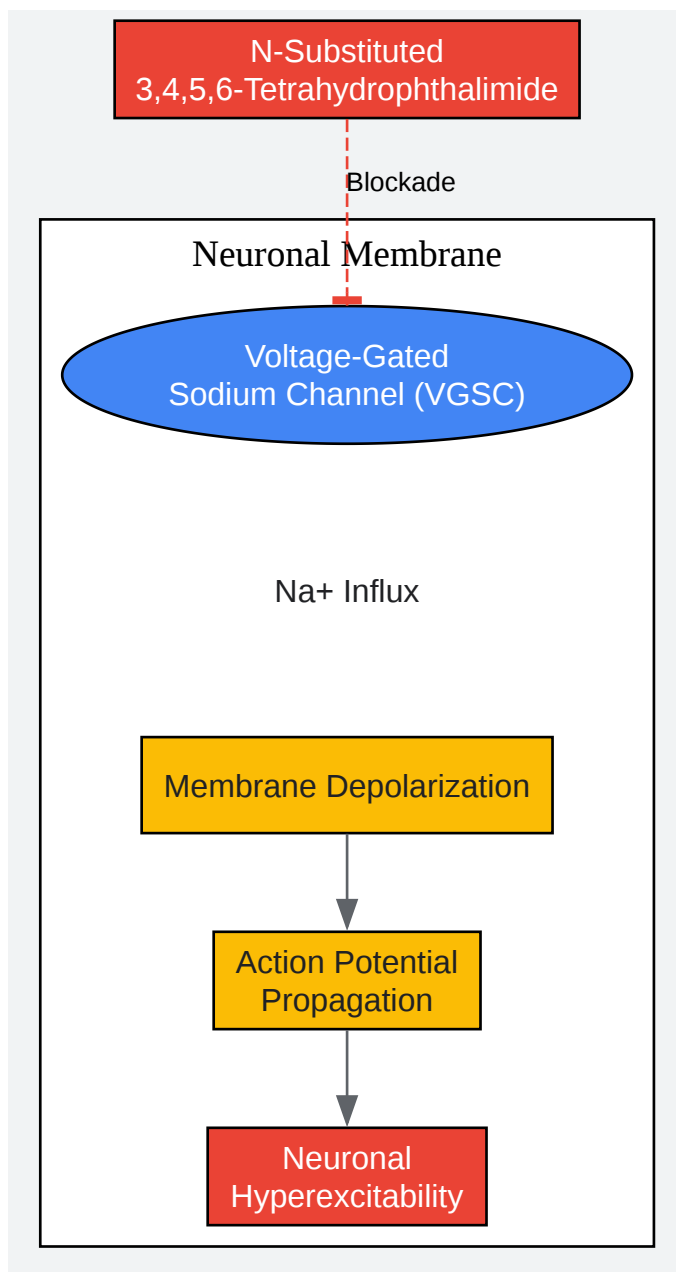 N-Substituted
3,4,5,6-Tetrahydrophthalimide
Blockade
Neuronal Membrane
Voltage-Gated
Sodium Channel (VGSC)
Na+ Influx
Membrane Depolarization
Action Potential
Propagation
Neuronal
Hyperexcitability